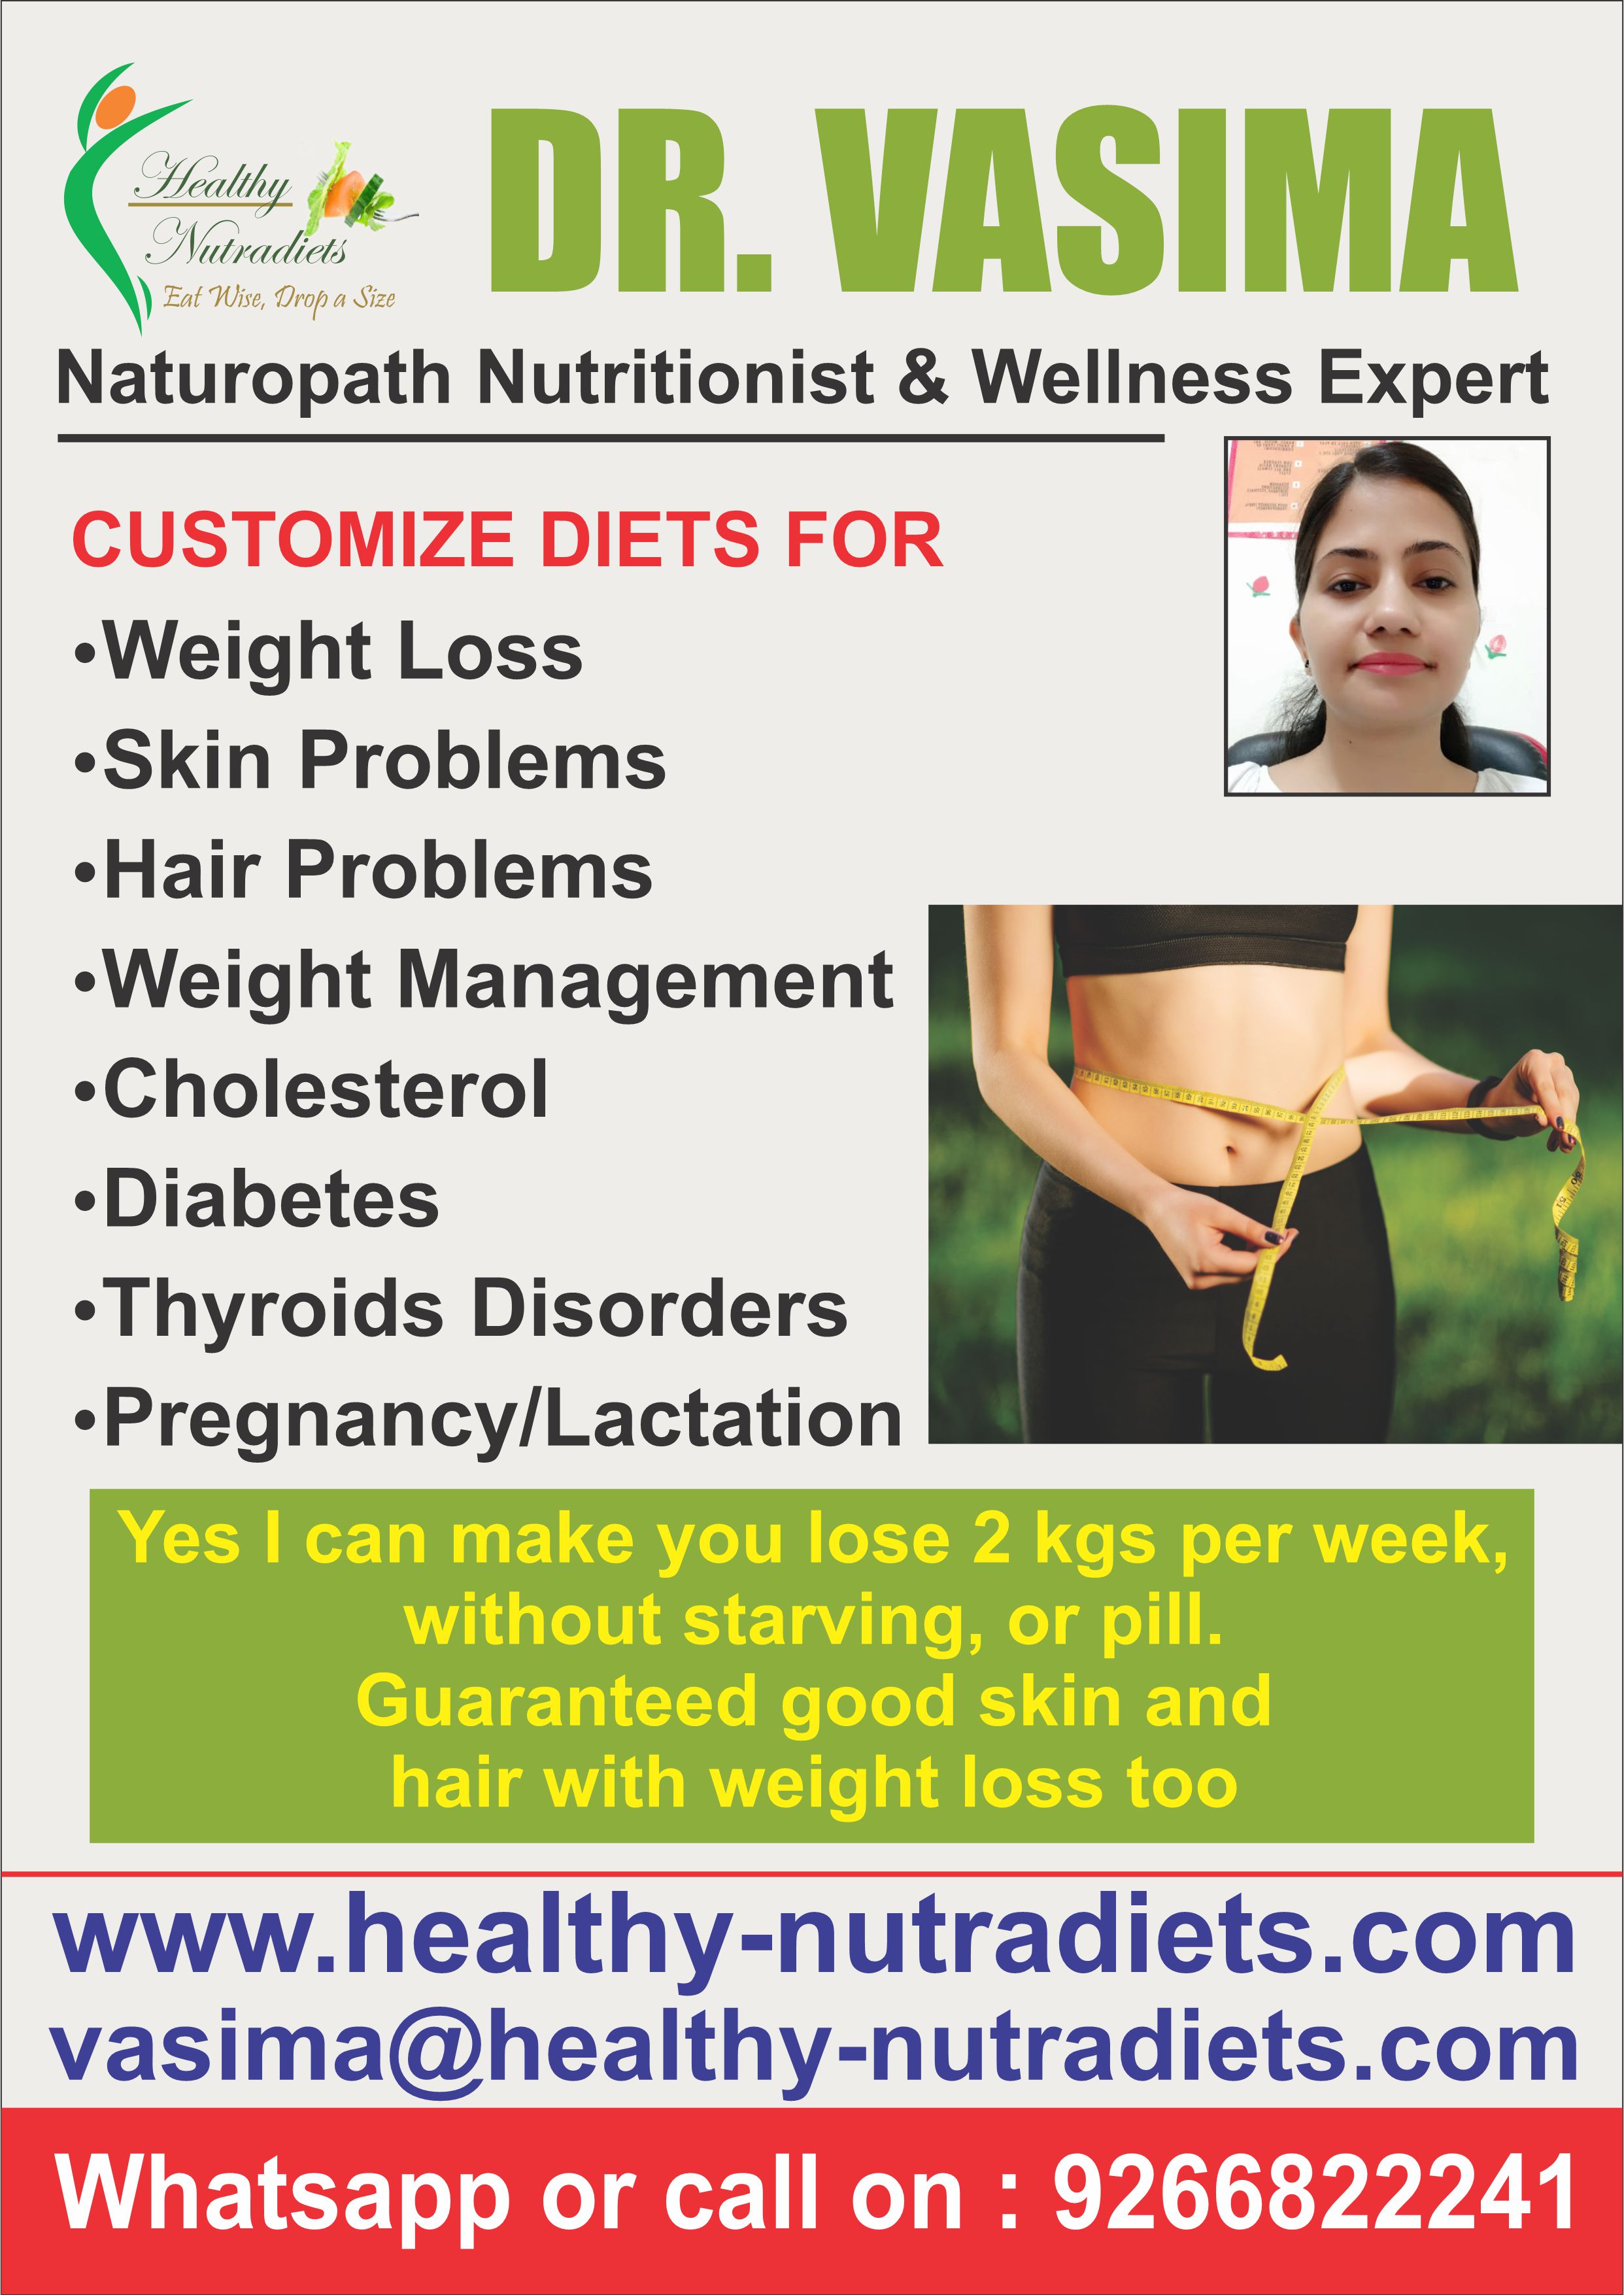 Healthy
Nutradiets
Eat Wise, Drop a Size
DR. VASIMA
Naturopath Nutritionist & Wellness Expert
CUSTOMIZE DIETS FOR
•Weight Loss
•Skin Problems
•Hair Problems
•Weight Management
•Cholesterol
•Diabetes
•Thyroids Disorders
•Pregnancy/Lactation
Yes I can make you lose 2 kgs per week,
without starving, or pill.
Guaranteed good skin and
hair with weight loss too
www.healthy-nutradiets.com
vasima@healthy-nutradiets.com
Whatsapp or call on : 9266822241